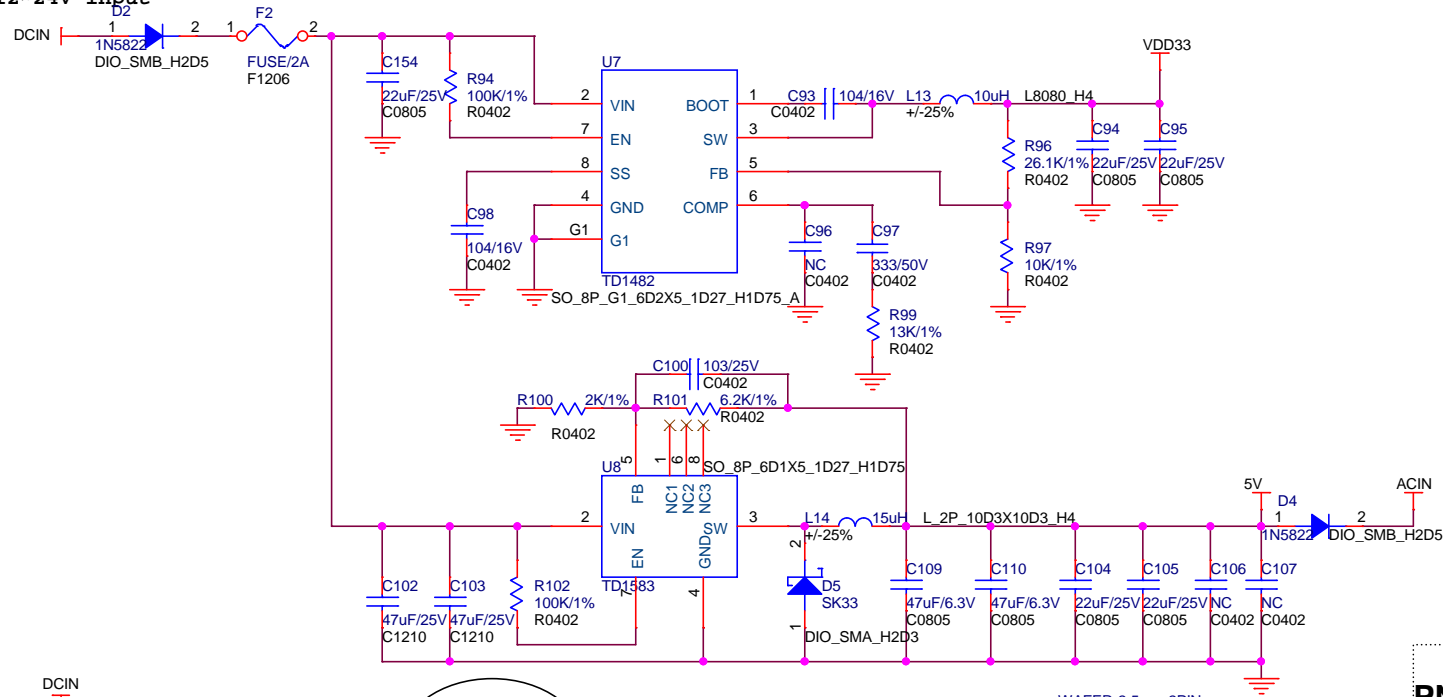 12~24V input
DCIN
D2
1
2
1N5822
DIO_SMB_H2D5
F2
1
2
FUSE/2A
F1206
C154
22uF/25V
C0805
R94
100K/1%
R0402
U7
2
VIN
7
EN
8
SS
4
GND
G1
G1
BOOT
1
SW
3
FB
5
COMP
6
TD1482
SO_8P_G1_6D2X5_1D27_H1D75_A
C93
104/16V
C0402
L13
10uH
+/-25%
L8080_H4
VDD33
R96
26.1K/1%
R0402
C94
22uF/25V
C0805
C95
22uF/25V
C0805
C98
104/16V
C0402
C96
NC
C0402
C97
333/50V
C0402
R97
10K/1%
R0402
R99
13K/1%
R0402
C100
103/25V
C0402
R100
2K/1%
R0402
R101
6.2K/1%
R0402
U8
SO_8P_6D1X5_1D27_H1D75
5
1
6
8
FB
NC1
NC2
NC3
2
VIN
SW
3
EN
GND
TD1583
7
4
L14
15uH
+/-25%
L_2P_10D3X10D3_H4
5V
D4
1
2
1N5822
DIO_SMB_H2D5
ACIN
C102
47uF/25V
C1210
C103
47uF/25V
C1210
R102
100K/1%
R0402
2
D5
SK33
1
DIO_SMA_H2D3
C109
47uF/6.3V
C0805
C110
47uF/6.3V
C0805
C104
22uF/25V
C0805
C105
22uF/25V
C0805
C106
NC
C0402
C107
NC
C0402
DCIN